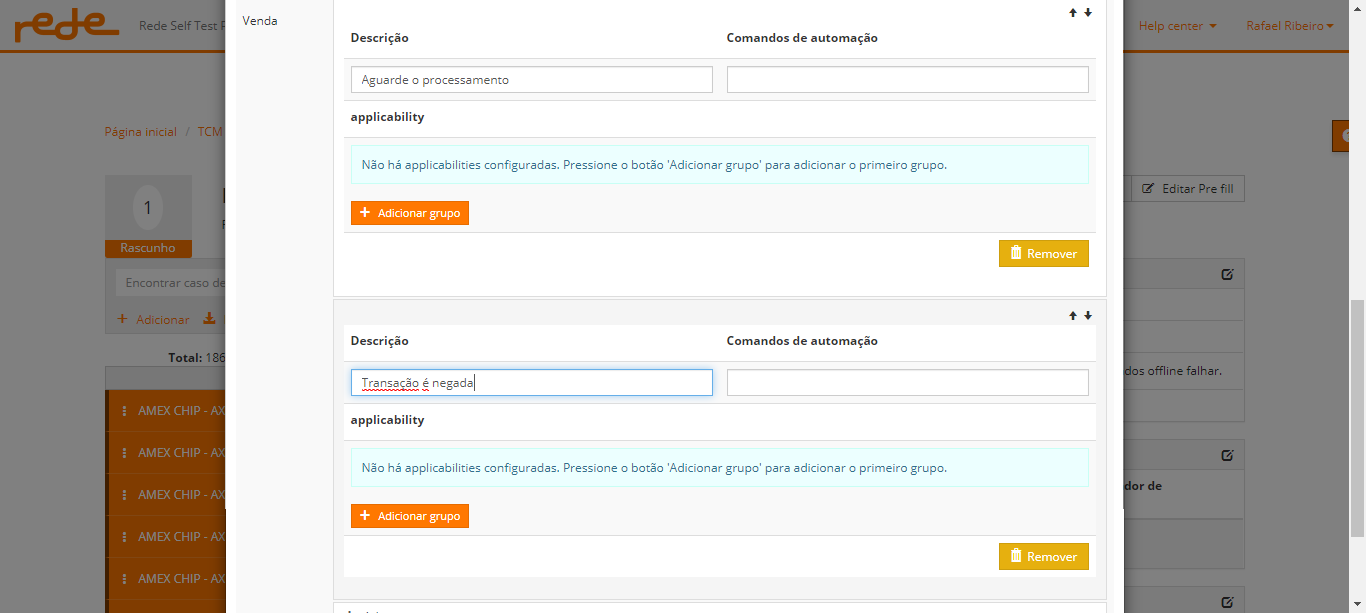 rede
Rede Self Test
Help center
Rafael Ribeiro
Página inicial / TCM
1
Rascunho
Encontrar caso de
+ Adicionar
Total: 186
AMEX CHIP - AX
AMEX CHIP - AX
AMEX CHIP - AX
AMEX CHIP - AX
AMEX CHIP - AX
Venda
Descrição
Comandos de automação
Aguarde o processamento
applicability
Não há applicabilities configuradas. Pressione o botão 'Adicionar grupo' para adicionar o primeiro grupo.
+ Adicionar grupo
Remover
Descrição
Comandos de automação
Transação é negada
applicability
Não há applicabilities configuradas. Pressione o botão 'Adicionar grupo' para adicionar o primeiro grupo.
+ Adicionar grupo
Remover
Editar Pre fill
dos offline falhar.
dor de